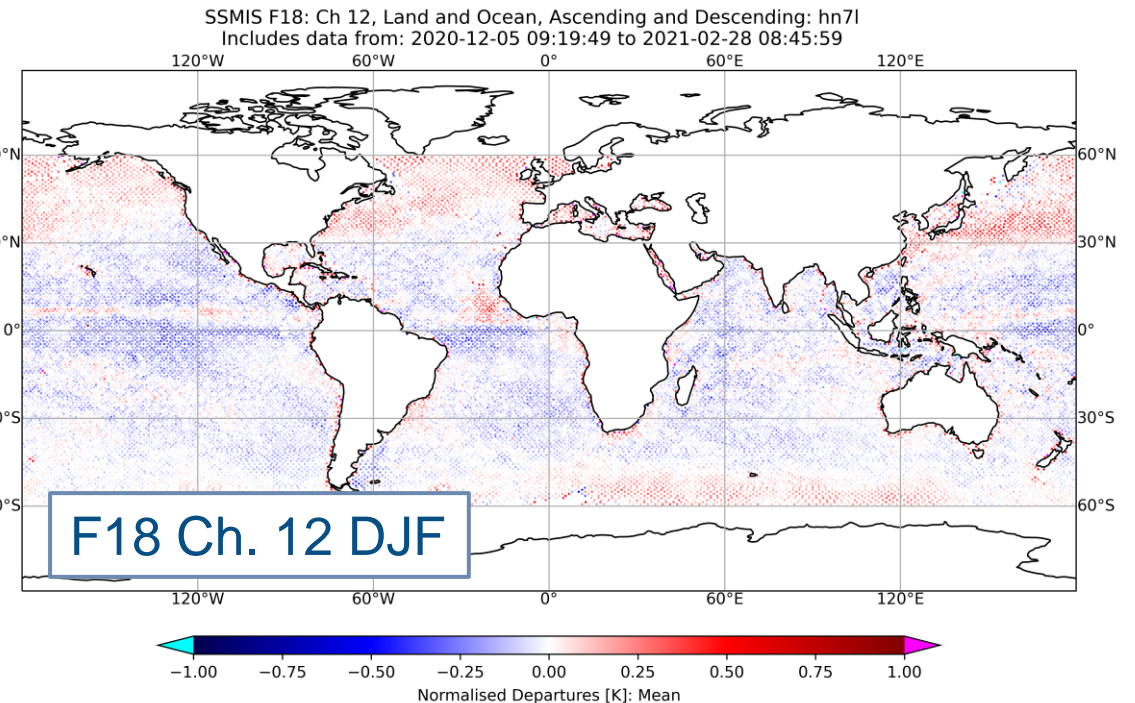 SSMIS F18: Ch 12, Land and Ocean, Ascending and Descending: hn7l
Includes data from: 2020-12-05 09:19:49 to 2021-02-28 08:45:59
120°W 60°W 0° 60°E 120°E
°N 60°N
°N 30°N
0° 0°
°S 30°S
°S 60°S
F18 Ch. 12 DJF
120°W 60°W 0° 60°E 120°E
−1.00 −0.75 −0.50 −0.25 0.00 0.25 0.50 0.75 1.00
Normalised Departures [K]: Mean